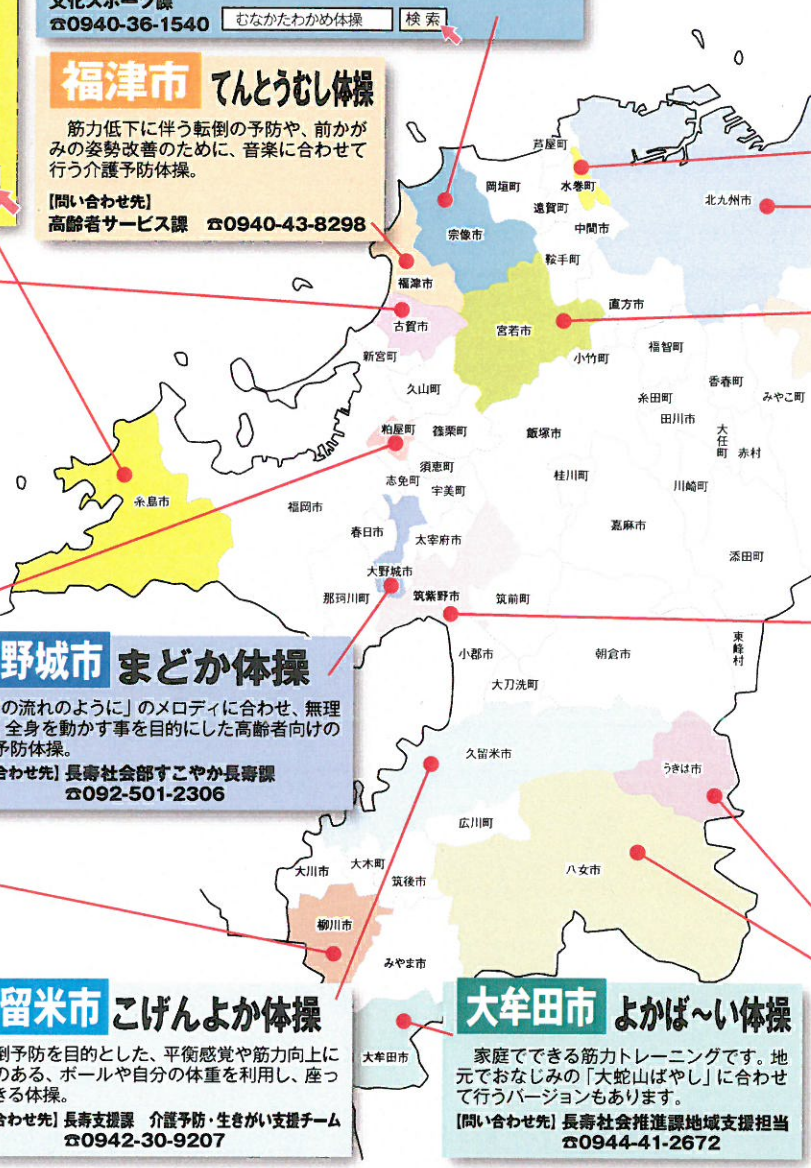 文化スポーツ課
☎0940-36-1540 むなかたわかめ体操 検索
福津市 てんとうむし体操
筋力低下に伴う転倒の予防や、前かが
みの姿勢改善のために、音楽に合わせて
行う介護予防体操。
【問い合わせ先】
高齢者サービス課 ☎0940-43-8298
芦屋町
水巻町
岡垣町
遠賀町
北九州市
中間市
宗像市
鞍手町
福津市
直方市
古賀市
宮若市
福智町
新宮町
小竹町
香春町
久山町
糸田町
みやこ町
田川市
粕屋町
篠栗町
飯塚市
大任町
赤村
須恵町
志免町
宇美町
桂川町
川崎町
糸島市
福岡市
嘉麻市
春日市
太宰府市
添田町
大野城市
那珂川町
筑紫野市
筑前町
小郡市
朝倉市
東峰村
大刀洗町
野城市 まどか体操
の流れのように」のメロディに合わせ、無理
全身を動かす事を目的にした高齢者向けの
予防体操。
合わせ先】長寿社会部すこやか長寿課
☎092-501-2306
久留米市
うきは市
広川町
大川市
大木町
筑後市
八女市
柳川市
みやま市
大牟田市
留米市 こげんよか体操
倒予防を目的とした、平衡感覚や筋力向上に
のある、ボールや自分の体重を利用し、座っ
きる体操。
合わせ先】長寿支援課 介護予防・生きがい支援チーム
☎0942-30-9207
大牟田市 よかば～い体操
家庭でできる筋力トレーニングです。地
元でおなじみの「大蛇山ばやし」に合わせ
て行うバージョンもあります。
【問い合わせ先】長寿社会推進課地域支援担当
☎0944-41-2672